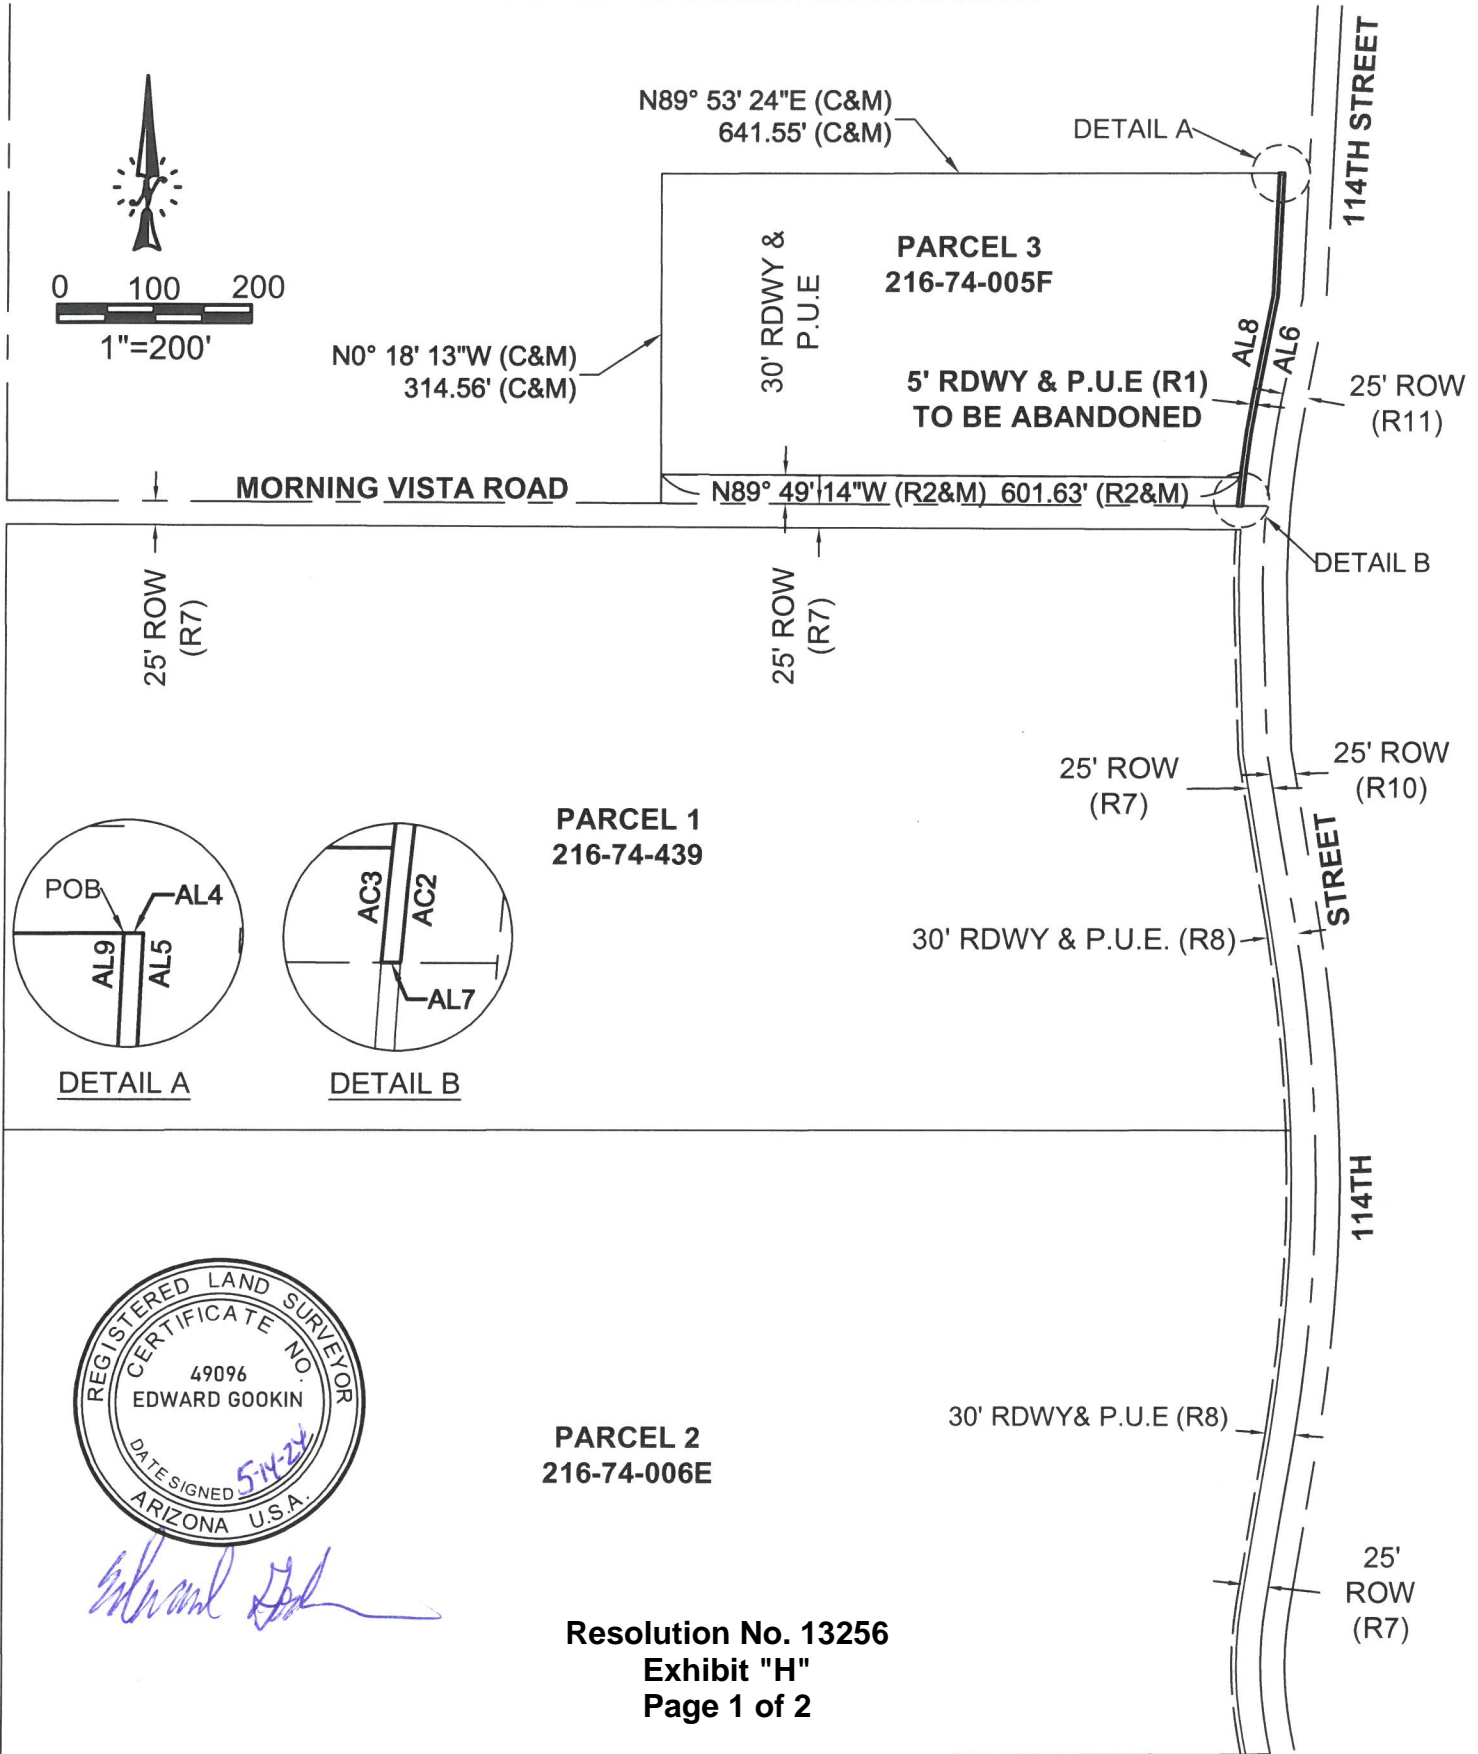 N89° 53' 24"E (C&M)
641.55' (C&M)
DETAIL A
114TH STREET
0 100 200
1"=200'
N0° 18' 13"W (C&M)
314.56' (C&M)
30' RDWY &
P.U.E
PARCEL 3
216-74-005F
AL8
AL6
5' RDWY & P.U.E (R1)
TO BE ABANDONED
25' ROW
(R11)
MORNING VISTA ROAD
N89° 49' 14"W (R2&M) 601.63' (R2&M)
DETAIL B
25' ROW
(R7)
25' ROW
(R7)
25' ROW
(R7)
25' ROW
(R10)
PARCEL 1
216-74-439
POB
AL4
AL9
AL5
DETAIL A
AC3
AC2
AL7
DETAIL B
STREET
30' RDWY & P.U.E. (R8)
114TH
REGISTERED LAND SURVEYOR
CERTIFICATE NO.
49096
EDWARD GOOKIN
DATE SIGNED 5-14-24
ARIZONA U.S.A.
PARCEL 2
216-74-006E
30' RDWY& P.U.E (R8)
25'
ROW
(R7)
Resolution No. 13256
Exhibit "H"
Page 1 of 2